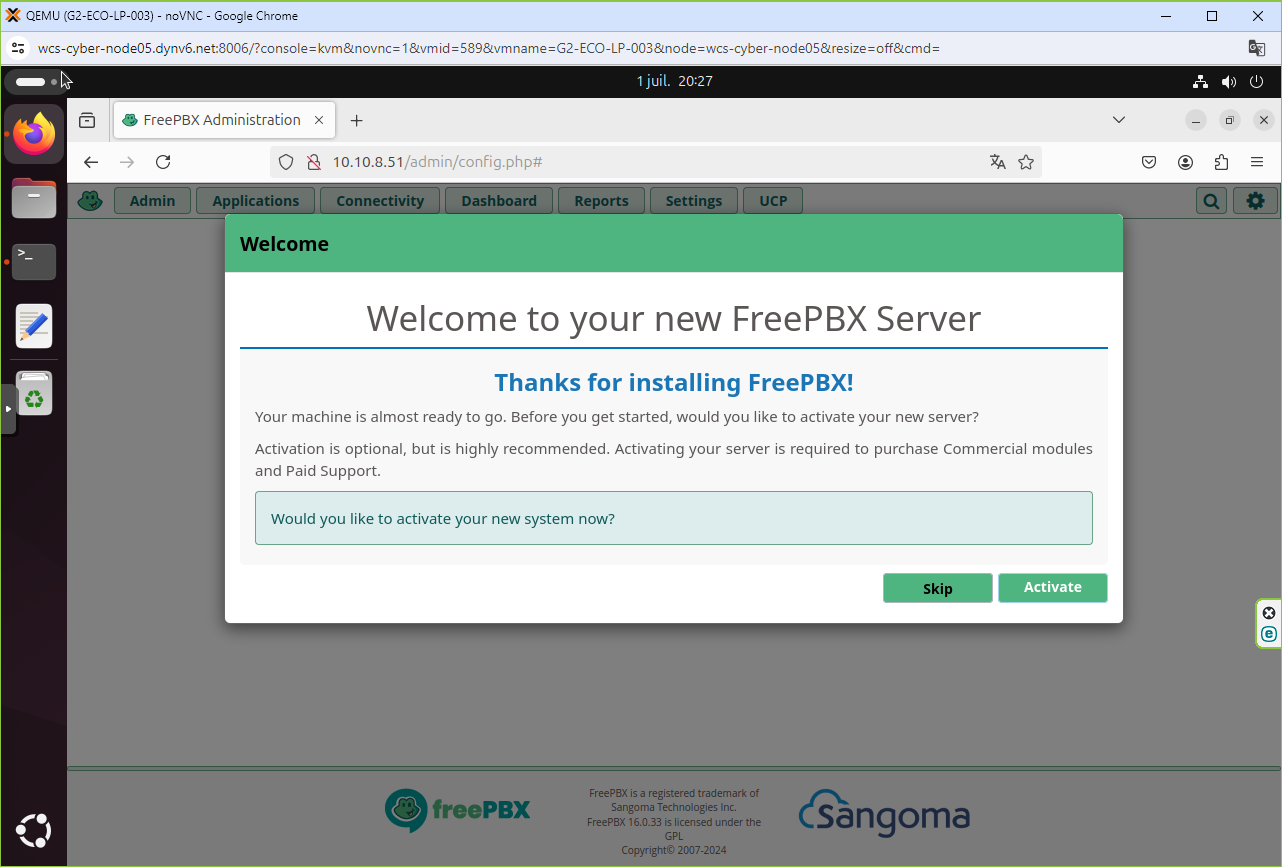 QEMU (G2-ECO-LP-003) - noVNC - Google Chrome
wcs-cyber-node05.dynv6.net:8006/?console=kvm&novnc=1&vmid=589&vmname=G2-ECO-LP-003&node=wcs-cyber-node05&resize=off&cmd=
1 juil. 20:27
FreePBX Administration
10.10.8.51/admin/config.php#
Admin Applications Connectivity Dashboard Reports Settings UCP
Welcome
Welcome to your new FreePBX Server
Thanks for installing FreePBX!
Your machine is almost ready to go. Before you get started, would you like to activate your new server?
Activation is optional, but is highly recommended. Activating your server is required to purchase Commercial modules
and Paid Support.
Would you like to activate your new system now?
Skip Activate
freePBX
FreePBX is a registered trademark of
Sangoma Technologies Inc.
FreePBX 16.0.33 is licensed under the
GPL
Copyright© 2007-2024
Sangoma